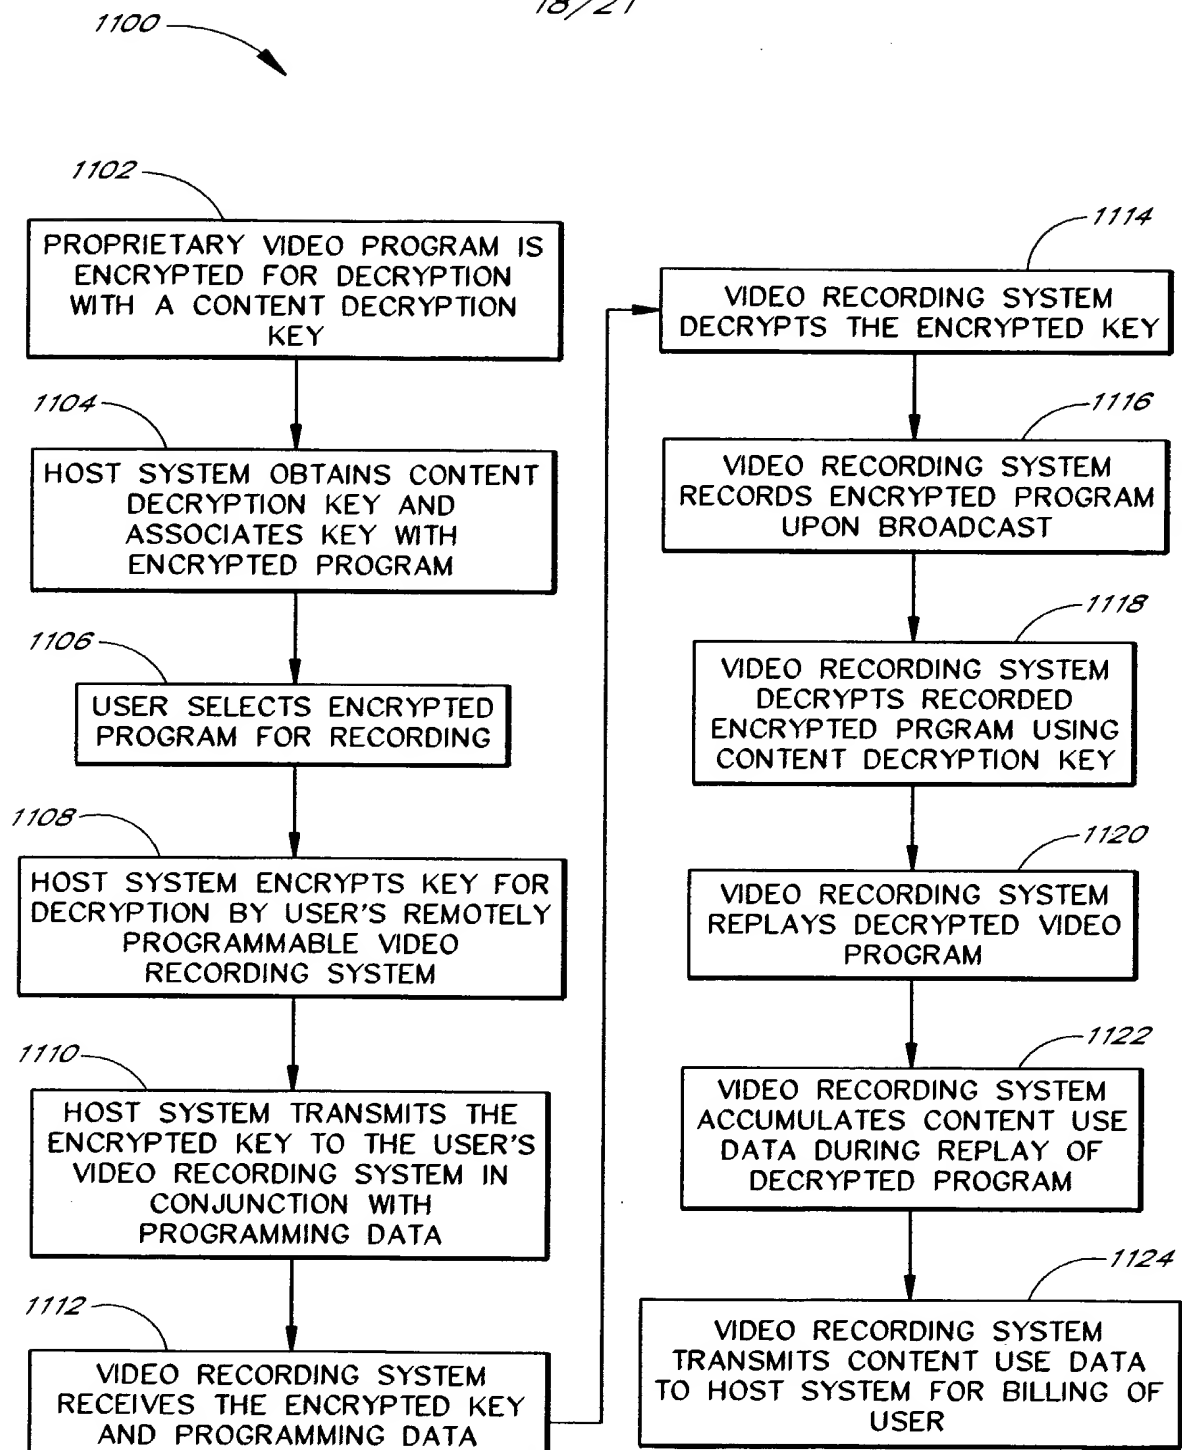 18/21
1100
1102
PROPRIETARY VIDEO PROGRAM IS
ENCRYPTED FOR DECRYPTION
WITH A CONTENT DECRYPTION
KEY
1104
HOST SYSTEM OBTAINS CONTENT
DECRYPTION KEY AND
ASSOCIATES KEY WITH
ENCRYPTED PROGRAM
1106
USER SELECTS ENCRYPTED
PROGRAM FOR RECORDING
1108
HOST SYSTEM ENCRYPTS KEY FOR
DECRYPTION BY USER'S REMOTELY
PROGRAMMABLE VIDEO
RECORDING SYSTEM
1110
HOST SYSTEM TRANSMITS THE
ENCRYPTED KEY TO THE USER'S
VIDEO RECORDING SYSTEM IN
CONJUNCTION WITH
PROGRAMMING DATA
1112
VIDEO RECORDING SYSTEM
RECEIVES THE ENCRYPTED KEY
AND PROGRAMMING DATA
1114
VIDEO RECORDING SYSTEM
DECRYPTS THE ENCRYPTED KEY
1116
VIDEO RECORDING SYSTEM
RECORDS ENCRYPTED PROGRAM
UPON BROADCAST
1118
VIDEO RECORDING SYSTEM
DECRYPTS RECORDED
ENCRYPTED PRGRAM USING
CONTENT DECRYPTION KEY
1120
VIDEO RECORDING SYSTEM
REPLAYS DECRYPTED VIDEO
PROGRAM
1122
VIDEO RECORDING SYSTEM
ACCUMULATES CONTENT USE
DATA DURING REPLAY OF
DECRYPTED PROGRAM
1124
VIDEO RECORDING SYSTEM
TRANSMITS CONTENT USE DATA
TO HOST SYSTEM FOR BILLING OF
USER